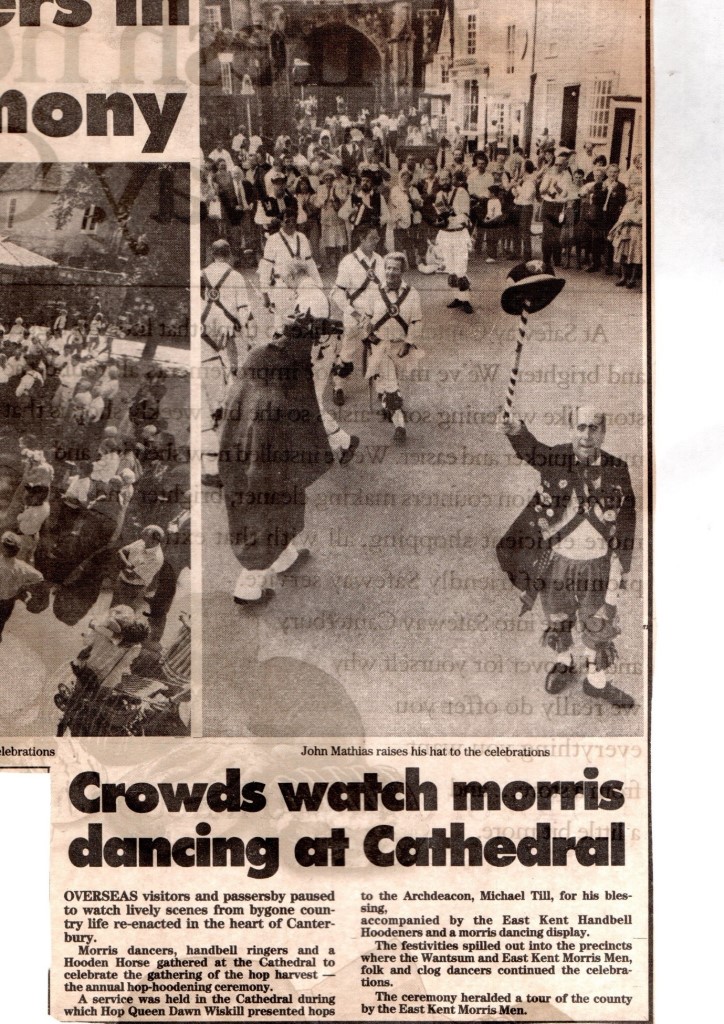 ers in
mony
elebrations
John Mathias raises his hat to the celebrations
Crowds watch morris
dancing at Cathedral
OVERSEAS visitors and passersby paused
to watch lively scenes from bygone coun-
try life re-enacted in the heart of Canter-
bury.
Morris dancers, handbell ringers and a
Hooden Horse gathered at the Cathedral to
celebrate the gathering of the hop harvest —
the annual hop-hoodening ceremony.
A service was held in the Cathedral during
which Hop Queen Dawn Wiskill presented hops
to the Archdeacon, Michael Till, for his bles-
sing,
accompanied by the East Kent Handbell
Hoodeners and a morris dancing display.
The festivities spilled out into the precincts
where the Wantsum and East Kent Morris Men,
folk and clog dancers continued the celebra-
tions.
The ceremony heralded a tour of the county
by the East Kent Morris Men.